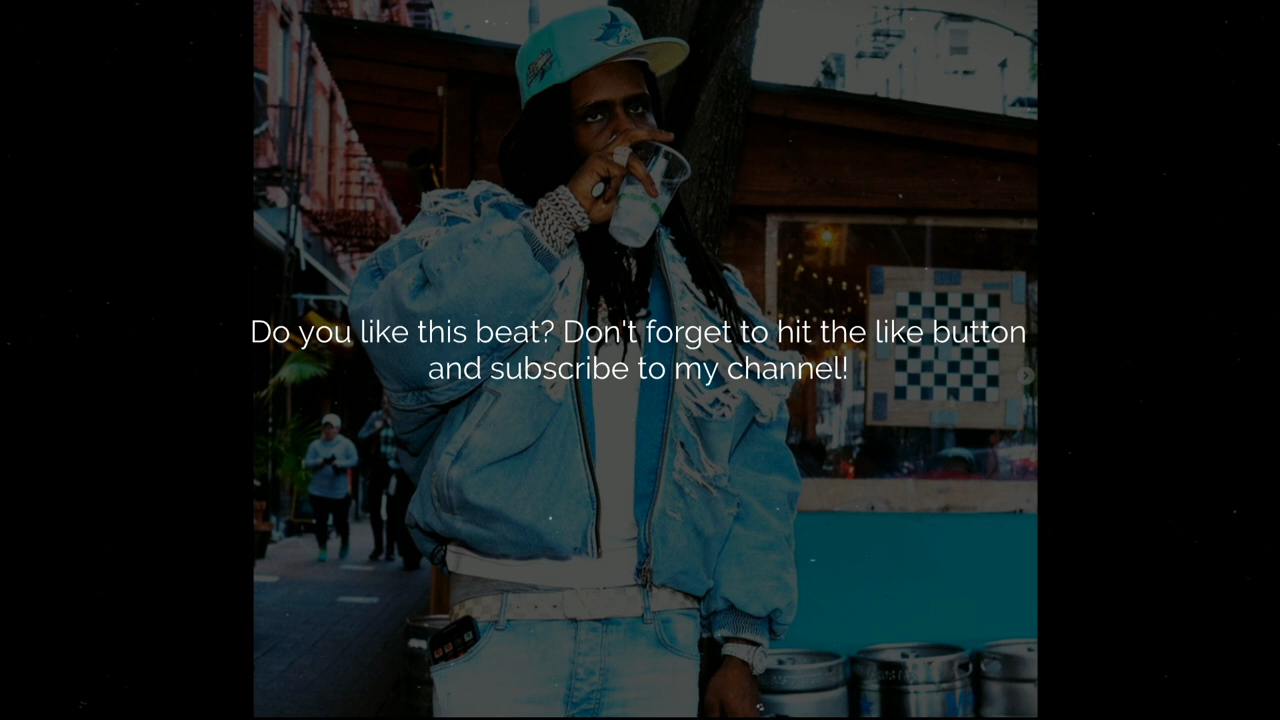 Do you like this beat? Don't forget to hit the like button
and subscribe to my channel!